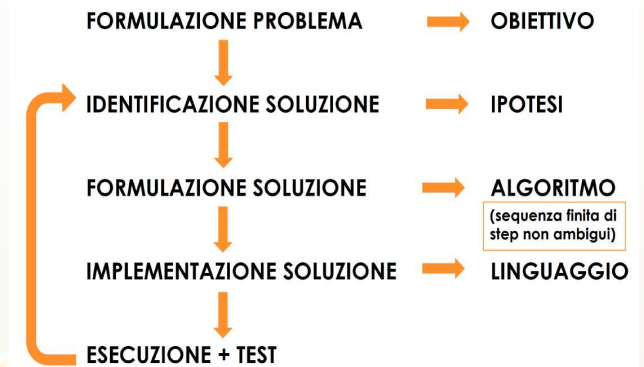 FORMULAZIONE PROBLEMA
OBIETTIVO
IDENTIFICAZIONE SOLUZIONE
IPOTESI
FORMULAZIONE SOLUZIONE
ALGORITMO
(sequenza finita di
step non ambigui)
IMPLEMENTAZIONE SOLUZIONE
LINGUAGGIO
ESECUZIONE + TEST